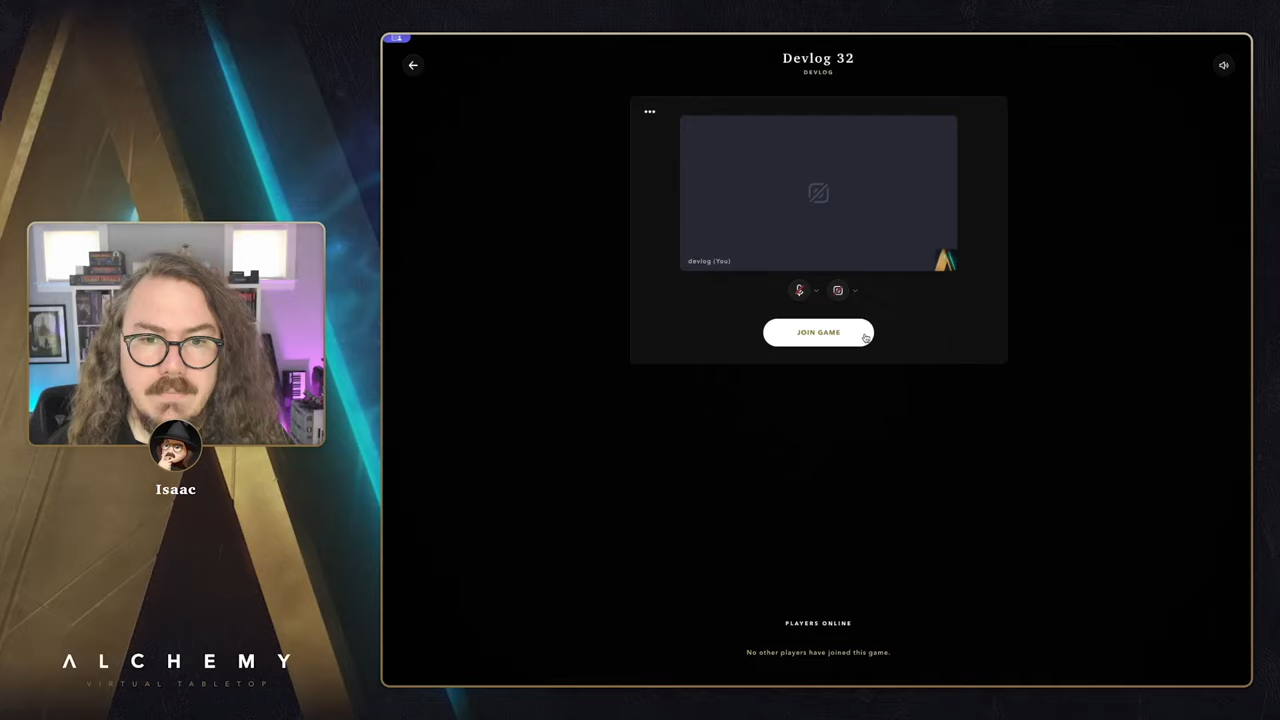 Devlog 32
DEVLOG
devlog (You)
JOIN GAME
Isaac
ALCHEMY
VIRTUAL TABLETOP
PLAYERS ONLINE
No other players have joined this game.